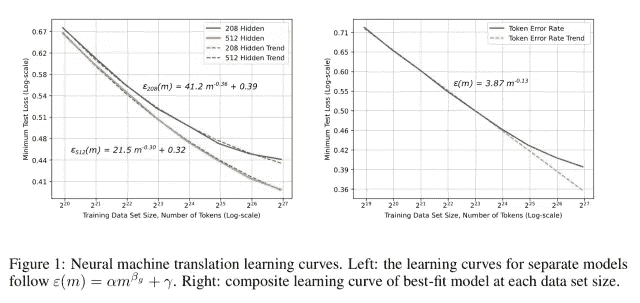 208 Hidden
512 Hidden
208 Hidden Trend
512 Hidden Trend
0.67
0.62
0.58
0.54
0.51
0.48
0.44
0.41
Minimum Test Loss (Log-scale)
ε208(m) = 41.2 m^-0.36 + 0.39
ε512(m) = 21.5 m^-0.30 + 0.32
2^20 2^21 2^22 2^23 2^24 2^25 2^26 2^27
Training Data Set Size, Number of Tokens (Log-scale)
Token Error Rate
Token Error Rate Trend
0.71
0.65
0.60
0.55
0.50
0.46
0.42
0.39
0.36
Minimum Test Loss (Log-scale)
ε(m) = 3.87 m^-0.13
2^19 2^20 2^21 2^22 2^23 2^24 2^25 2^26 2^27
Training Data Set Size, Number of Tokens (Log-scale)
Figure 1: Neural machine translation learning curves. Left: the learning curves for separate models
follow ε(m) = αm^βg + γ. Right: composite learning curve of best-fit model at each data set size.